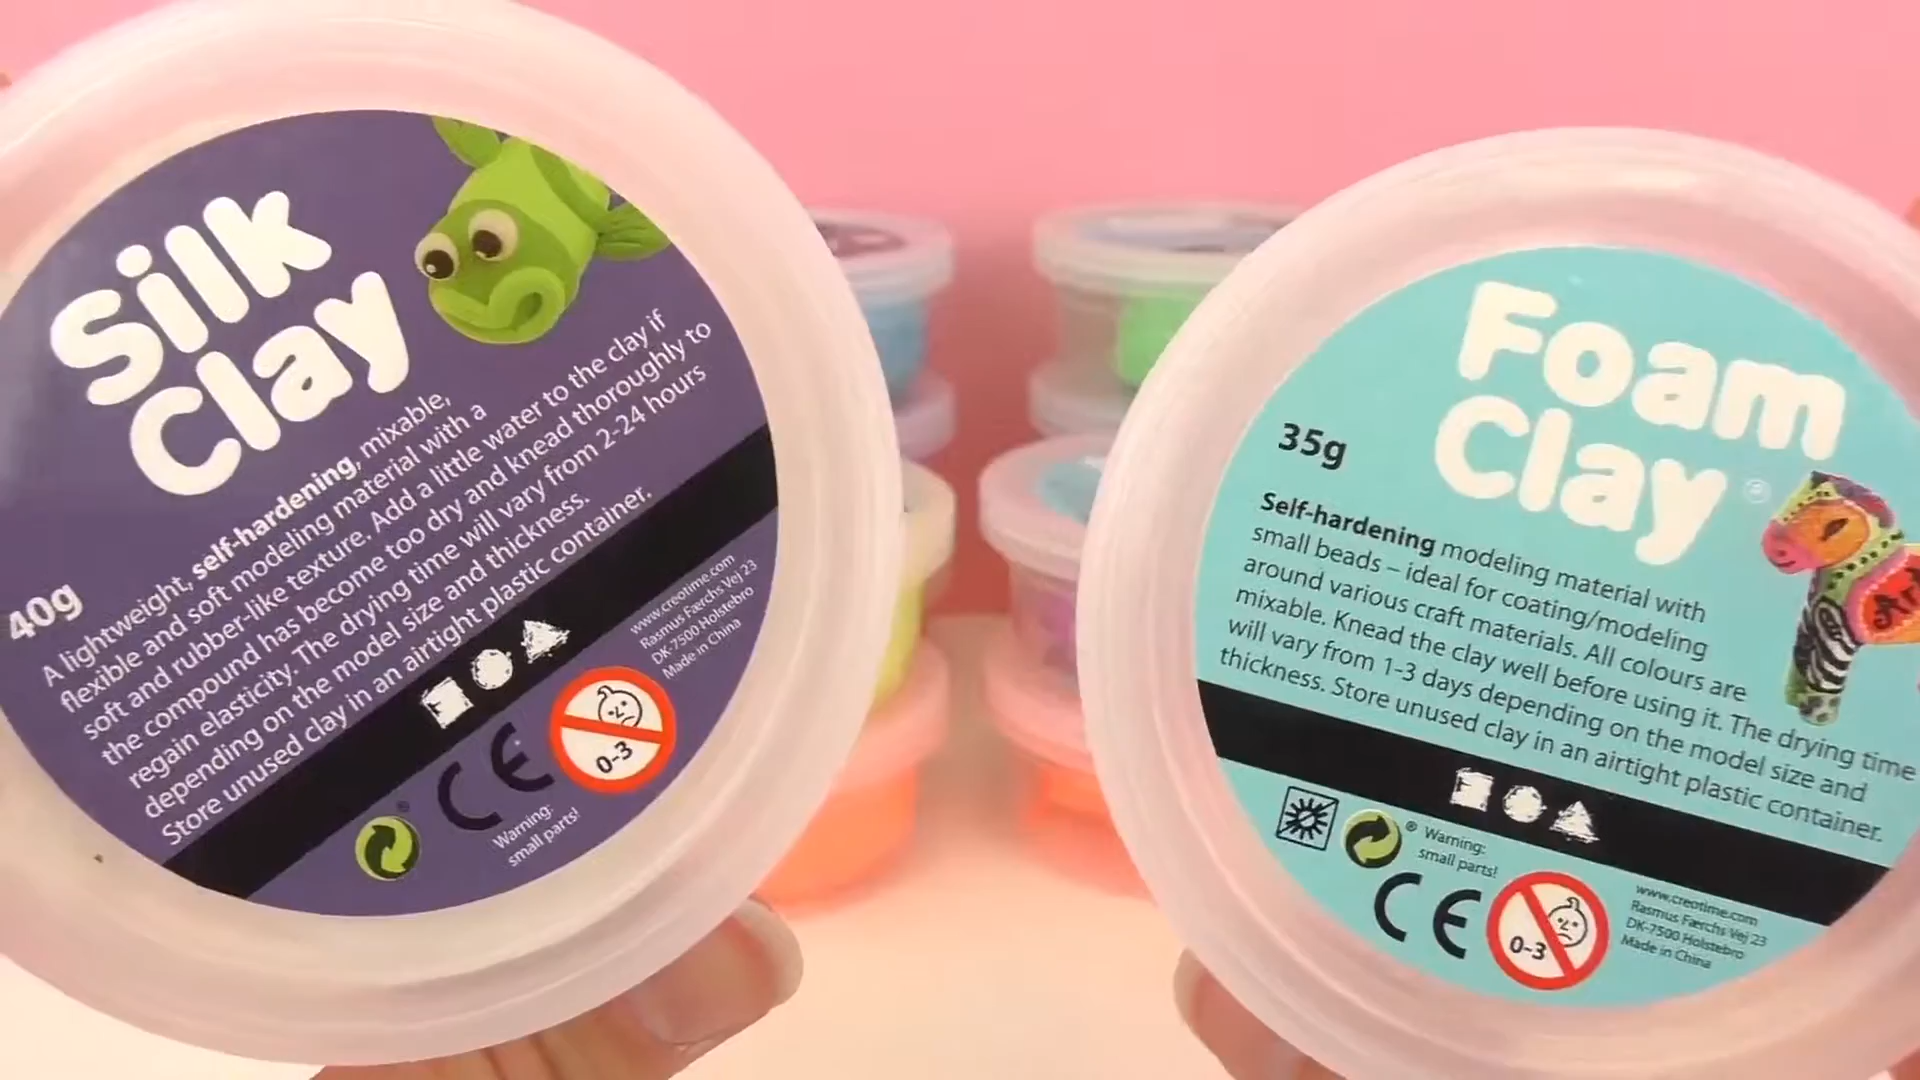 Silk
Clay
40g
A lightweight, self-hardening, mixable,
flexible and soft modeling material with a
soft and rubber-like texture. Add a little water to the clay if
the compound has become too dry and knead thoroughly to
regain elasticity. The drying time will vary from 2-24 hours
depending on the model size and thickness.
Store unused clay in an airtight plastic container.
www.creotime.com
Rasmus Færchs Vej 23
DK-7500 Holstebro
Made in China
CE
0-3
Warning:
small parts!
Foam
Clay®
35g
Self-hardening modeling material with
small beads – ideal for coating/modeling
around various craft materials. All colours are
mixable. Knead the clay well before using it. The drying time
will vary from 1-3 days depending on the model size and
thickness. Store unused clay in an airtight plastic container.
® Warning:
small parts!
CE
0-3
www.creotime.com
Rasmus Færchs Vej 23
DK-7500 Holstebro
Made in China